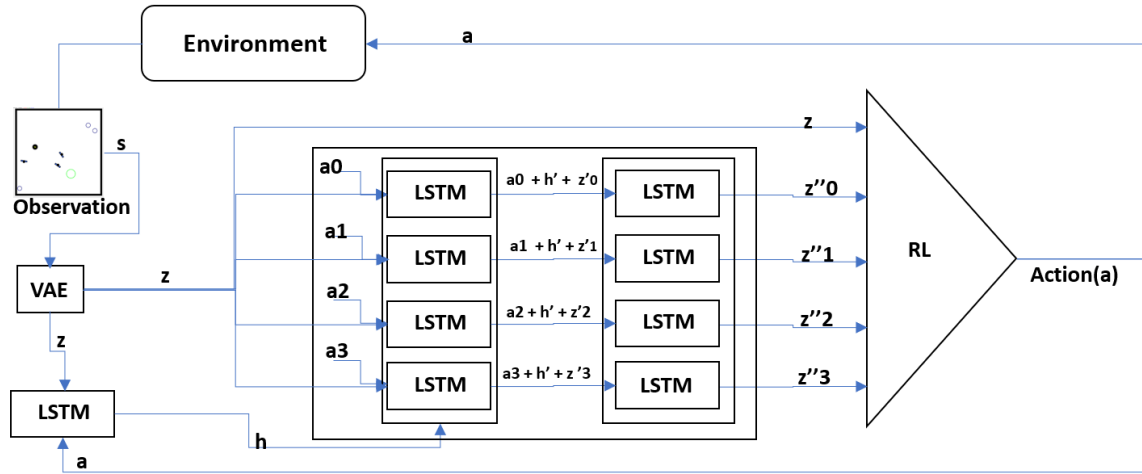 Environment
a
s
Observation
z
a0
LSTM
a0 + h’ + z’0
LSTM
z’’0
a1
LSTM
a1 + h’ + z’1
LSTM
z’’1
RL
Action(a)
VAE
z
a2
LSTM
a2 + h’ + z’2
LSTM
z’’2
z
a3
LSTM
a3 + h’ + z ’3
LSTM
z’’3
LSTM
h
a